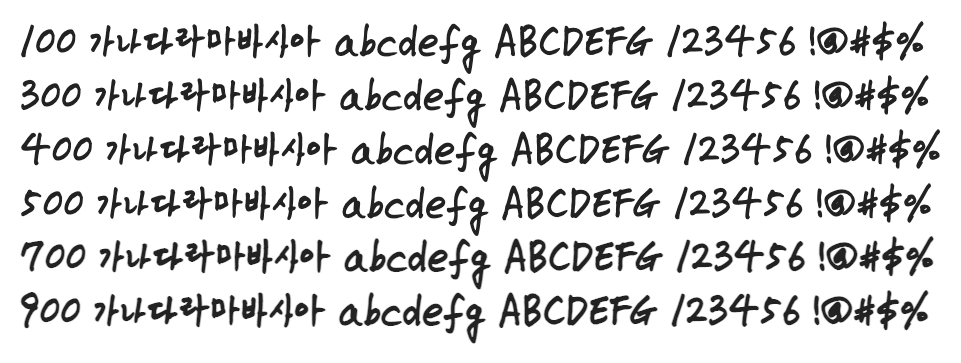 100 가나다라마바사아 abcdefg ABCDEFG 123456 !@#$%
300 가나다라마바사아 abcdefg ABCDEFG 123456 !@#$%
400 가나다라마바사아 abcdefg ABCDEFG 123456 !@#$%
500 가나다라마바사아 abcdefg ABCDEFG 123456 !@#$%
700 가나다라마바사아 abcdefg ABCDEFG 123456 !@#$%
900 가나다라마바사아 abcdefg ABCDEFG 123456 !@#$%